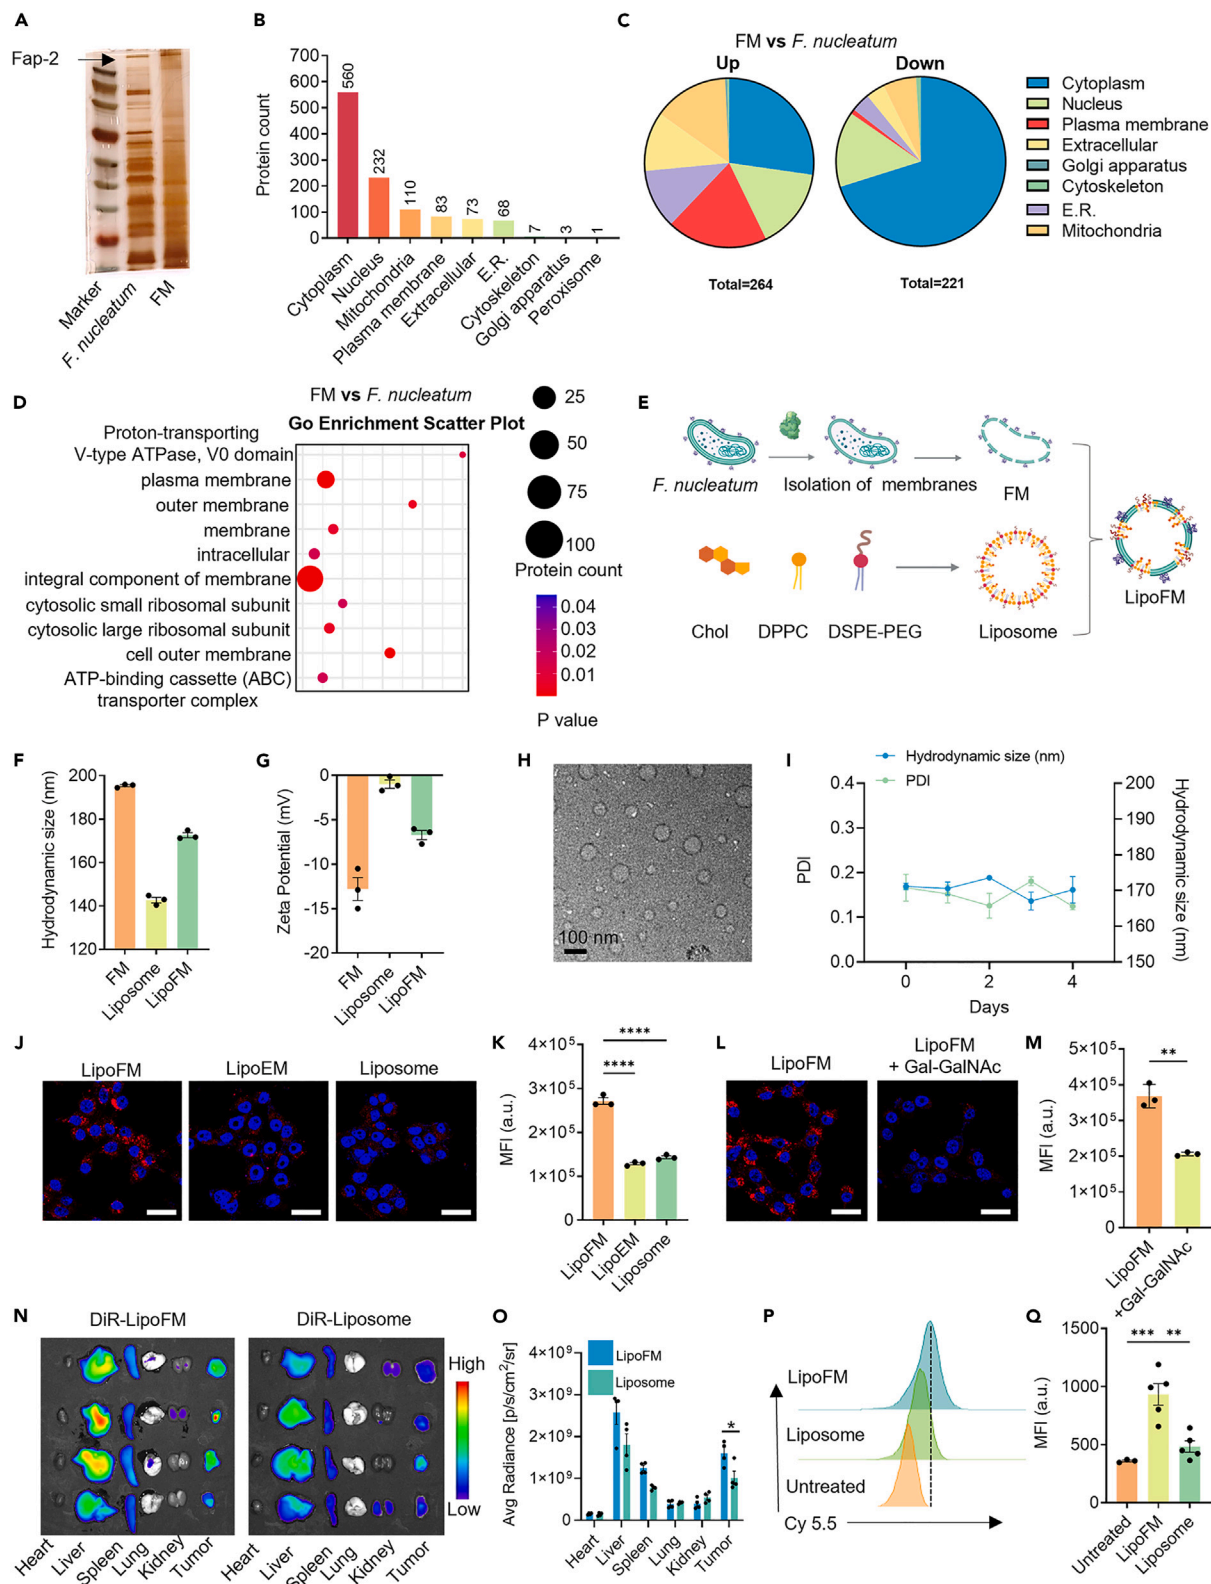 A
Fap-2
Marker
F. nucleatum
FM
B
Protein count
700
600
500
400
300
200
100
0
560
232
110
83
73
68
7
3
1
Cytoplasm
Nucleus
Mitochondria
Plasma membrane
Extracellular
E.R.
Cytoskeleton
Golgi apparatus
Peroxisome
C
FM vs F. nucleatum
Up
Down
Total=264
Total=221
Cytoplasm
Nucleus
Plasma membrane
Extracellular
Golgi apparatus
Cytoskeleton
E.R.
Mitochondria
D
FM vs F. nucleatum
Go Enrichment Scatter Plot
Proton-transporting
V-type ATPase, V0 domain
plasma membrane
outer membrane
membrane
intracellular
integral component of membrane
cytosolic small ribosomal subunit
cytosolic large ribosomal subunit
cell outer membrane
ATP-binding cassette (ABC)
transporter complex
25
50
75
100
Protein count
0.04
0.03
0.02
0.01
P value
E
F. nucleatum
Isolation of membranes
FM
Chol
DPPC
DSPE-PEG
Liposome
LipoFM
F
Hydrodynamic size (nm)
200
180
160
140
120
FM
Liposome
LipoFM
G
Zeta Potential (mV)
0
-5
-10
-15
-20
FM
Liposome
LipoFM
H
100 nm
I
Hydrodynamic size (nm)
PDI
PDI
0.4
0.3
0.2
0.1
0.0
200
190
180
170
160
150
Hydrodynamic size (nm)
0
2
4
Days
J
LipoFM
LipoEM
Liposome
K
MFI (a.u.)
4×10⁵
3×10⁵
2×10⁵
1×10⁵
0
****
****
LipoFM
LipoEM
Liposome
L
LipoFM
LipoFM
+ Gal-GalNAc
M
MFI (a.u.)
5×10⁵
4×10⁵
3×10⁵
2×10⁵
1×10⁵
0
**
LipoFM
+Gal-GalNAc
N
DiR-LipoFM
DiR-Liposome
High
Low
Heart
Liver
Spleen
Lung
Kidney
Tumor
Heart
Liver
Spleen
Lung
Kidney
Tumor
O
Avg Radiance [p/s/cm²/sr]
4×10⁹
3×10⁹
2×10⁹
1×10⁹
0
LipoFM
Liposome
*
Heart
Liver
Spleen
Lung
Kidney
Tumor
P
LipoFM
Liposome
Untreated
Cy 5.5
Q
MFI (a.u.)
1500
1000
500
0
*** **
Untreated
LipoFM
Liposome